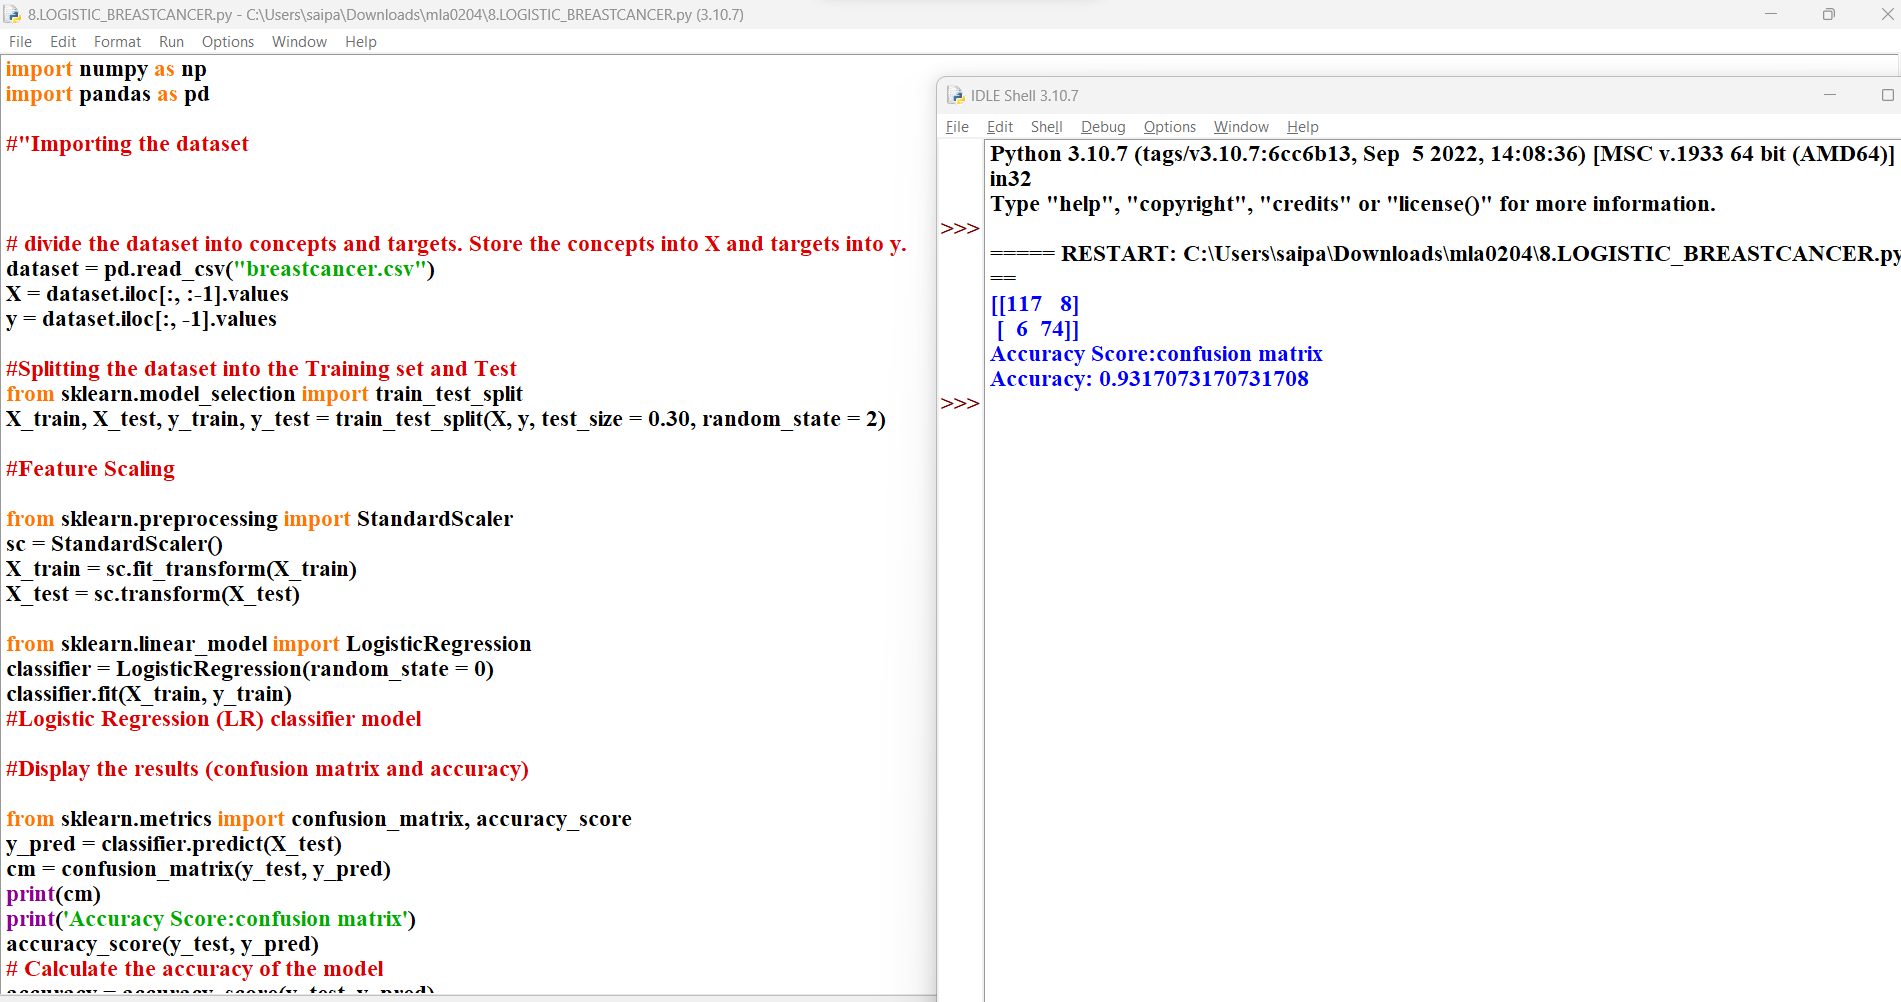 8.LOGISTIC_BREASTCANCER.py - C:\Users\saipa\Downloads\mla0204\8.LOGISTIC_BREASTCANCER.py (3.10.7)
File Edit Format Run Options Window Help
import numpy as np
import pandas as pd
#"Importing the dataset
# divide the dataset into concepts and targets. Store the concepts into X and targets into y.
dataset = pd.read_csv("breastcancer.csv")
X = dataset.iloc[:, :-1].values
y = dataset.iloc[:, -1].values
#Splitting the dataset into the Training set and Test
from sklearn.model_selection import train_test_split
X_train, X_test, y_train, y_test = train_test_split(X, y, test_size = 0.30, random_state = 2)
#Feature Scaling
from sklearn.preprocessing import StandardScaler
sc = StandardScaler()
X_train = sc.fit_transform(X_train)
X_test = sc.transform(X_test)
from sklearn.linear_model import LogisticRegression
classifier = LogisticRegression(random_state = 0)
classifier.fit(X_train, y_train)
#Logistic Regression (LR) classifier model
#Display the results (confusion matrix and accuracy)
from sklearn.metrics import confusion_matrix, accuracy_score
y_pred = classifier.predict(X_test)
cm = confusion_matrix(y_test, y_pred)
print(cm)
print('Accuracy Score:confusion matrix')
accuracy_score(y_test, y_pred)
# Calculate the accuracy of the model
accuracy = accuracy_score(y_test, y_pred)
IDLE Shell 3.10.7
File Edit Shell Debug Options Window Help
Python 3.10.7 (tags/v3.10.7:6cc6b13, Sep  5 2022, 14:08:36) [MSC v.1933 64 bit (AMD64)]
in32
Type "help", "copyright", "credits" or "license()" for more information.
>>>
===== RESTART: C:\Users\saipa\Downloads\mla0204\8.LOGISTIC_BREASTCANCER.py
==
[[117   8]
 [  6  74]]
Accuracy Score:confusion matrix
Accuracy: 0.9317073170731708
>>>